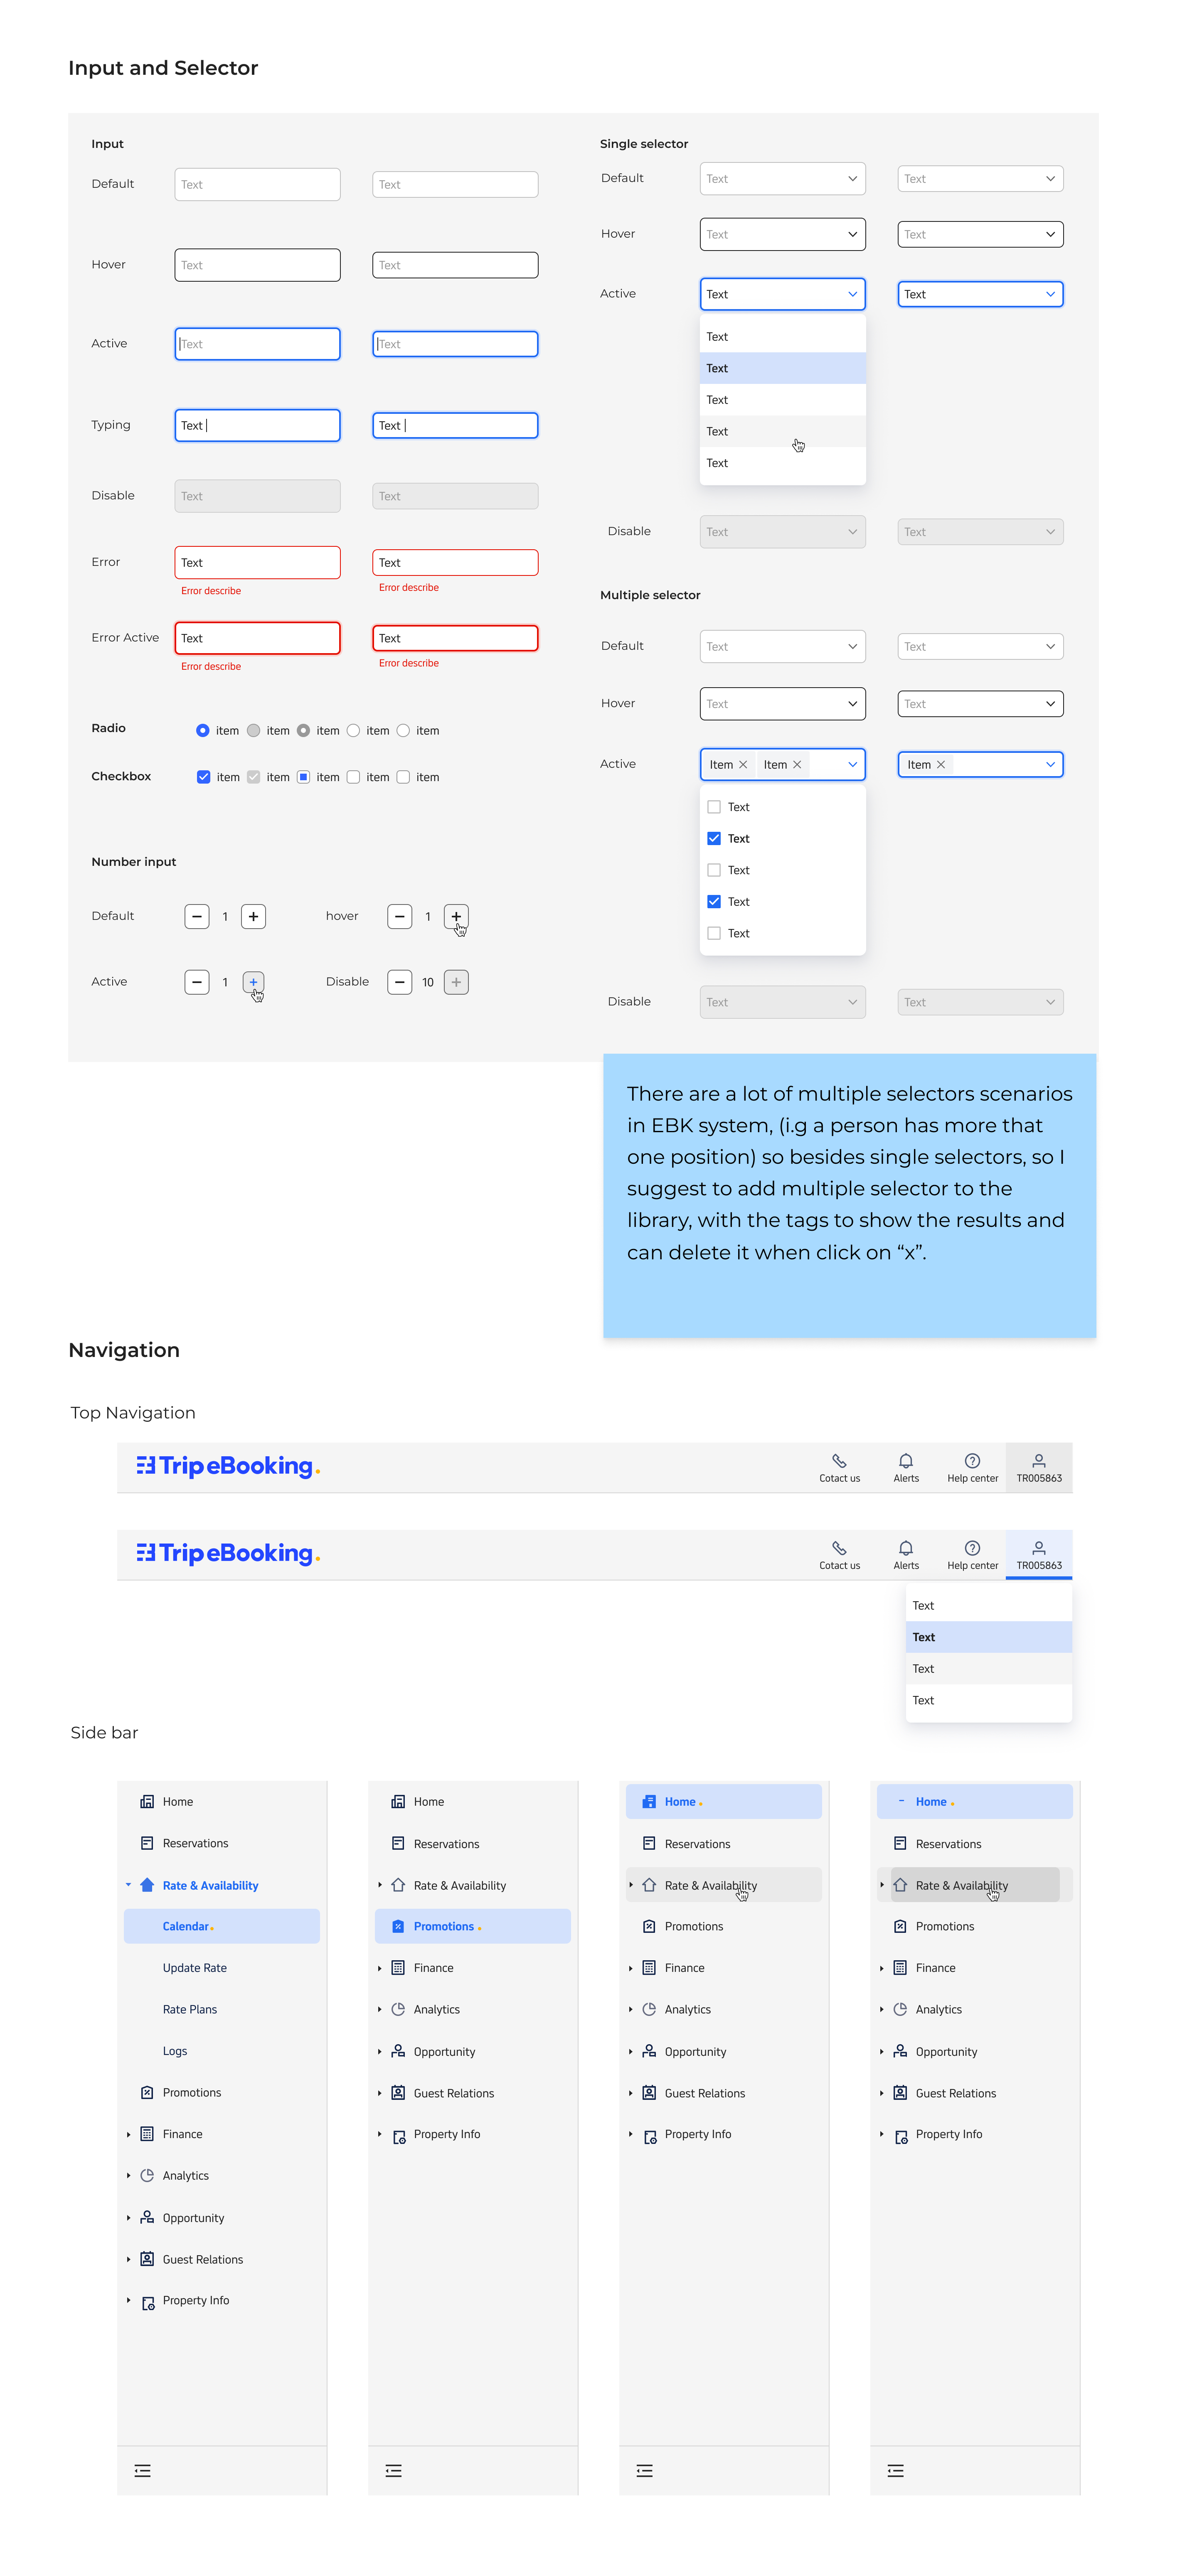 Input and Selector
Input
Default
Text
Text
Hover
Text
Text
Active
Text
Text
Typing
Text
Text
Disable
Text
Text
Error
Text
Text
Error describe
Error describe
Error Active
Text
Text
Error describe
Error describe
Radio
item
item
item
item
item
Checkbox
item
item
item
item
item
Number input
Default
1
hover
1
Active
1
Disable
10
Single selector
Default
Text
Text
Hover
Text
Text
Active
Text
Text
Text
Text
Text
Text
Text
Disable
Text
Text
Multiple selector
Default
Text
Text
Hover
Text
Text
Active
Item
Item
Item
Text
Text
Text
Text
Text
Disable
Text
Text
There are a lot of multiple selectors scenarios
in EBK system, (i.g a person has more that
one position) so besides single selectors, so I
suggest to add multiple selector to the
library, with the tags to show the results and
can delete it when click on “x”.
Navigation
Top Navigation
Trip eBooking.
Cotact us
Alerts
Help center
TR005863
Trip eBooking.
Cotact us
Alerts
Help center
TR005863
Text
Text
Text
Text
Side bar
Home
Reservations
Rate & Availability
Calendar
Update Rate
Rate Plans
Logs
Promotions
Finance
Analytics
Opportunity
Guest Relations
Property Info
Home
Reservations
Rate & Availability
Promotions
Finance
Analytics
Opportunity
Guest Relations
Property Info
Home
Reservations
Rate & Availability
Promotions
Finance
Analytics
Opportunity
Guest Relations
Property Info
Home
Reservations
Rate & Availability
Promotions
Finance
Analytics
Opportunity
Guest Relations
Property Info